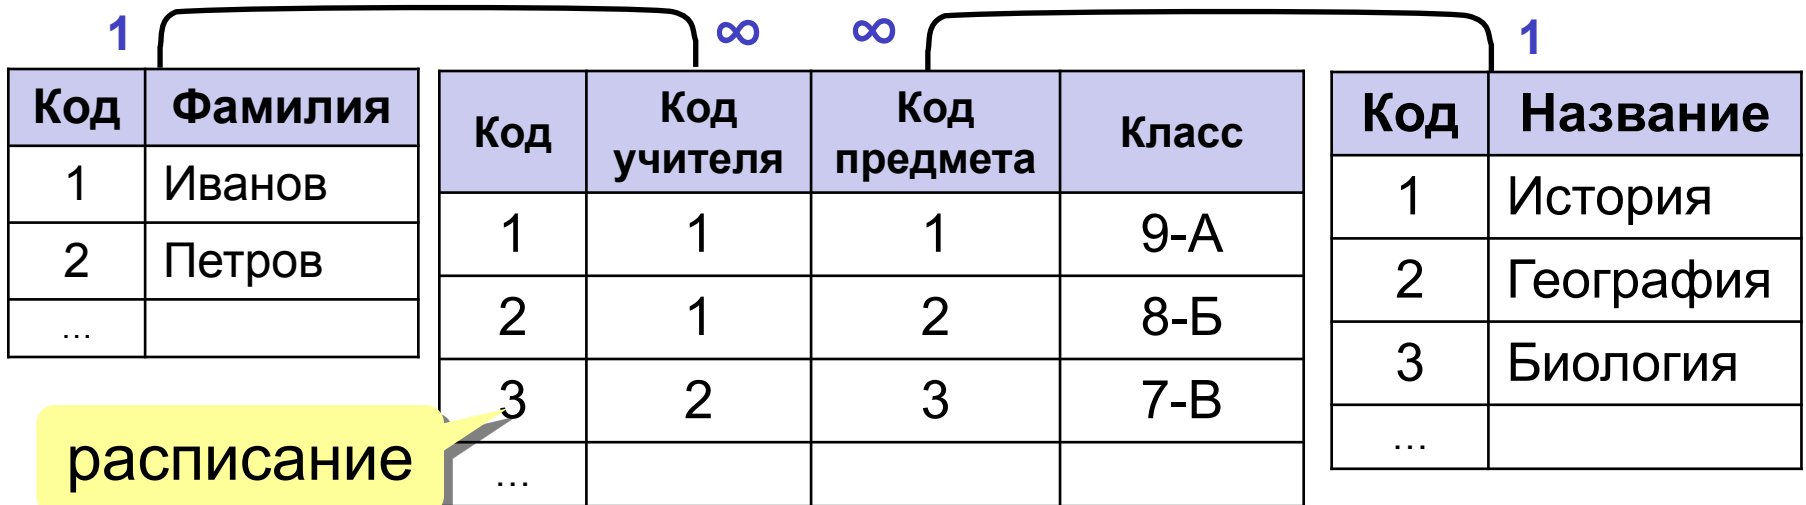 1 ∞ ∞ 1
Код Фамилия
1 Иванов
2 Петров
...
Код Код учителя Код предмета Класс
1 1 1 9-А
2 1 2 8-Б
3 2 3 7-В
...
Код Название
1 История
2 География
3 Биология
...
расписание